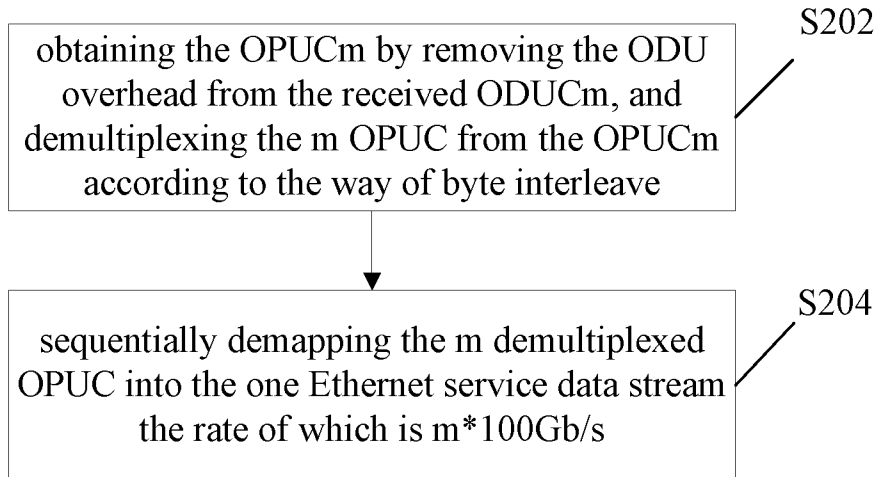 S202
obtaining the OPUCm by removing the ODU
overhead from the received ODUCm, and
demultiplexing the m OPUC from the OPUCm
according to the way of byte interleave
S204
sequentially demapping the m demultiplexed
OPUC into the one Ethernet service data stream
the rate of which is m*100Gb/s